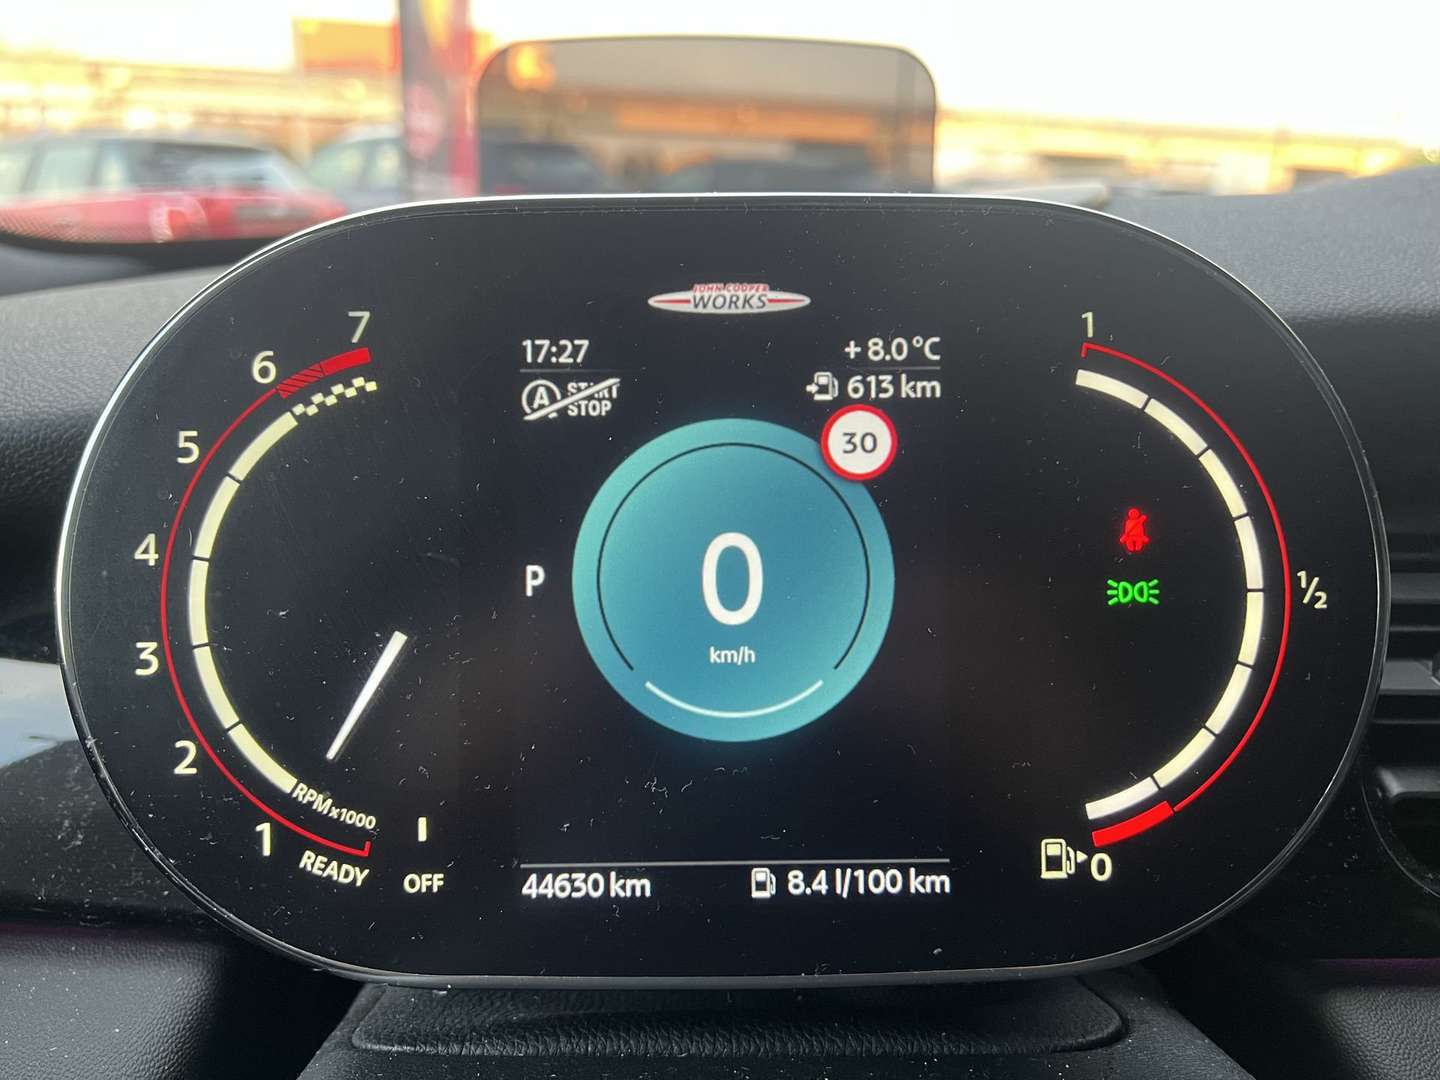 JOHN COOPER
WORKS
17:27
+8.0°C
A START
STOP
613 km
30
7
6
5
4
3
2
1
RPMx1000
READY
OFF
P
0
km/h
1
1/2
0
44630 km
8.4 l/100 km